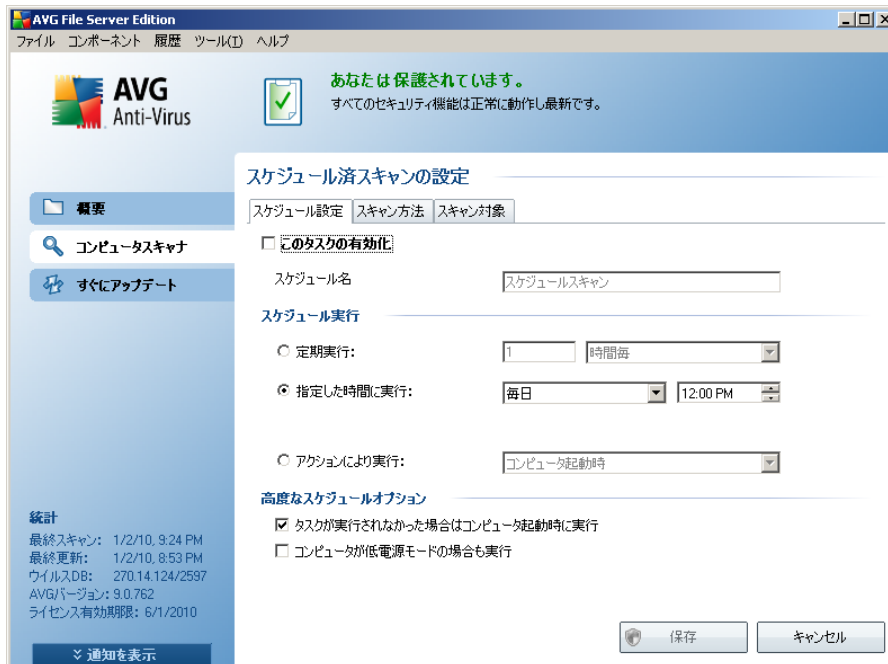 AVG File Server Edition
ファイル コンポーネント 履歴 ツール(T) ヘルプ
AVG
Anti-Virus
あなたは保護されています。
すべてのセキュリティ機能は正常に動作し最新です。
概要
コンピュータスキャナ
すぐにアップデート
スケジュール済スキャンの設定
スケジュール設定 スキャン方法 スキャン対象
このタスクの有効化
スケジュール名 スケジュールスキャン
スケジュール実行
定期実行: 1 時間毎
指定した時間に実行: 毎日 12:00 PM
アクションにより実行: コンピュータ起動時
高度なスケジュールオプション
タスクが実行されなかった場合はコンピュータ起動時に実行
コンピュータが低電源モードの場合も実行
統計
最終スキャン: 1/2/10, 9:24 PM
最終更新: 1/2/10, 8:53 PM
ウイルスDB: 270.14.124/2597
AVGバージョン: 9.0.762
ライセンス有効期限: 6/1/2010
通知を表示
保存 キャンセル